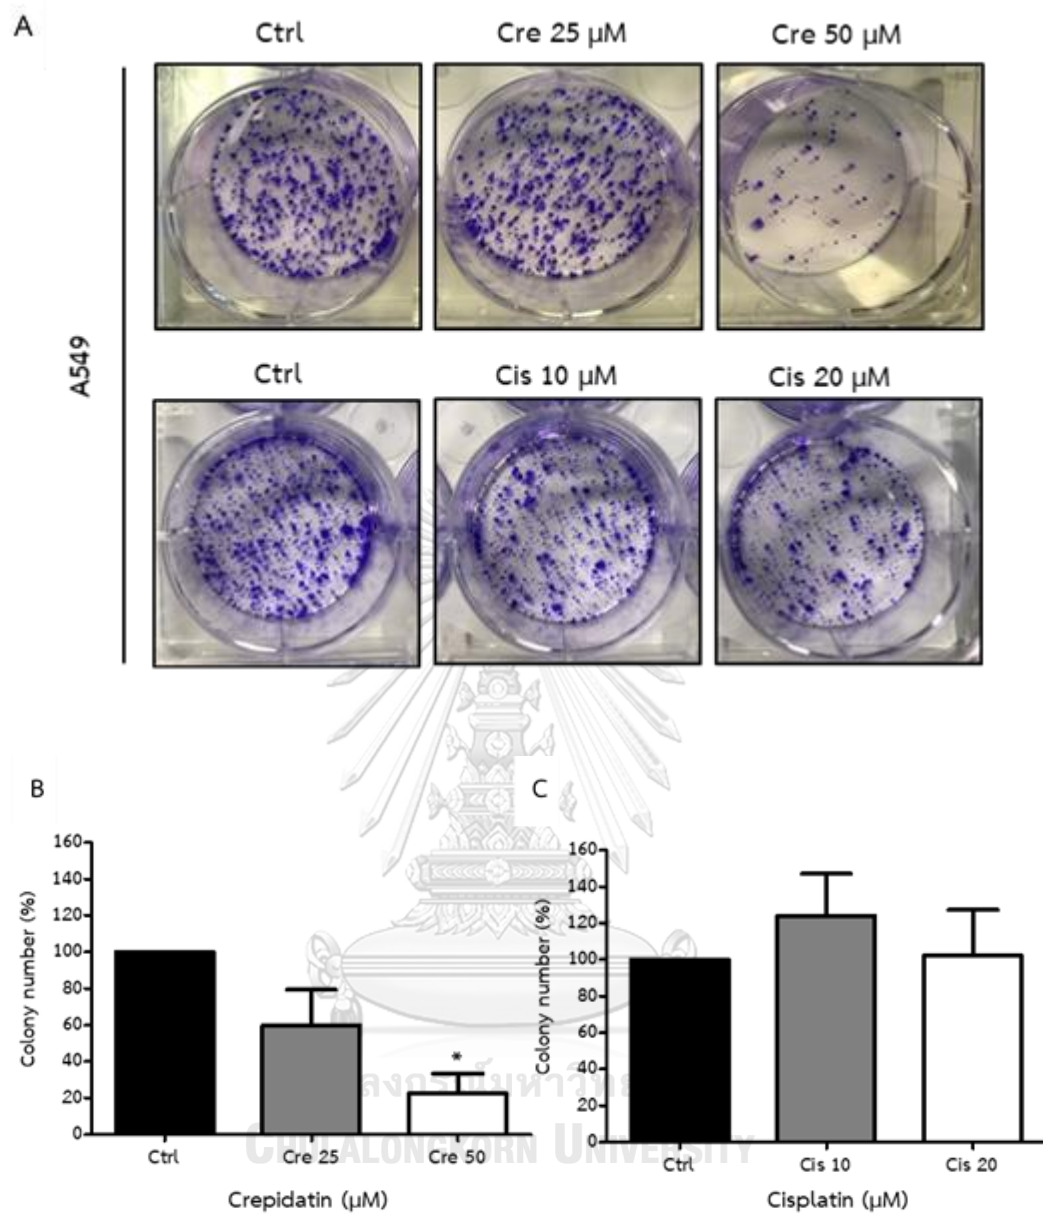 A
Ctrl
Cre 25 µM
Cre 50 µM
A549
Ctrl
Cis 10 µM
Cis 20 µM
B
160
140
120
100
80
60
40
20
0
Colony number (%)
*
Ctrl
Cre 25
Cre 50
Crepidatin (µM)
C
160
140
120
100
80
60
40
20
0
Colony number (%)
Ctrl
Cis 10
Cis 20
Cisplatin (µM)
CHULALONGKORN UNIVERSITY